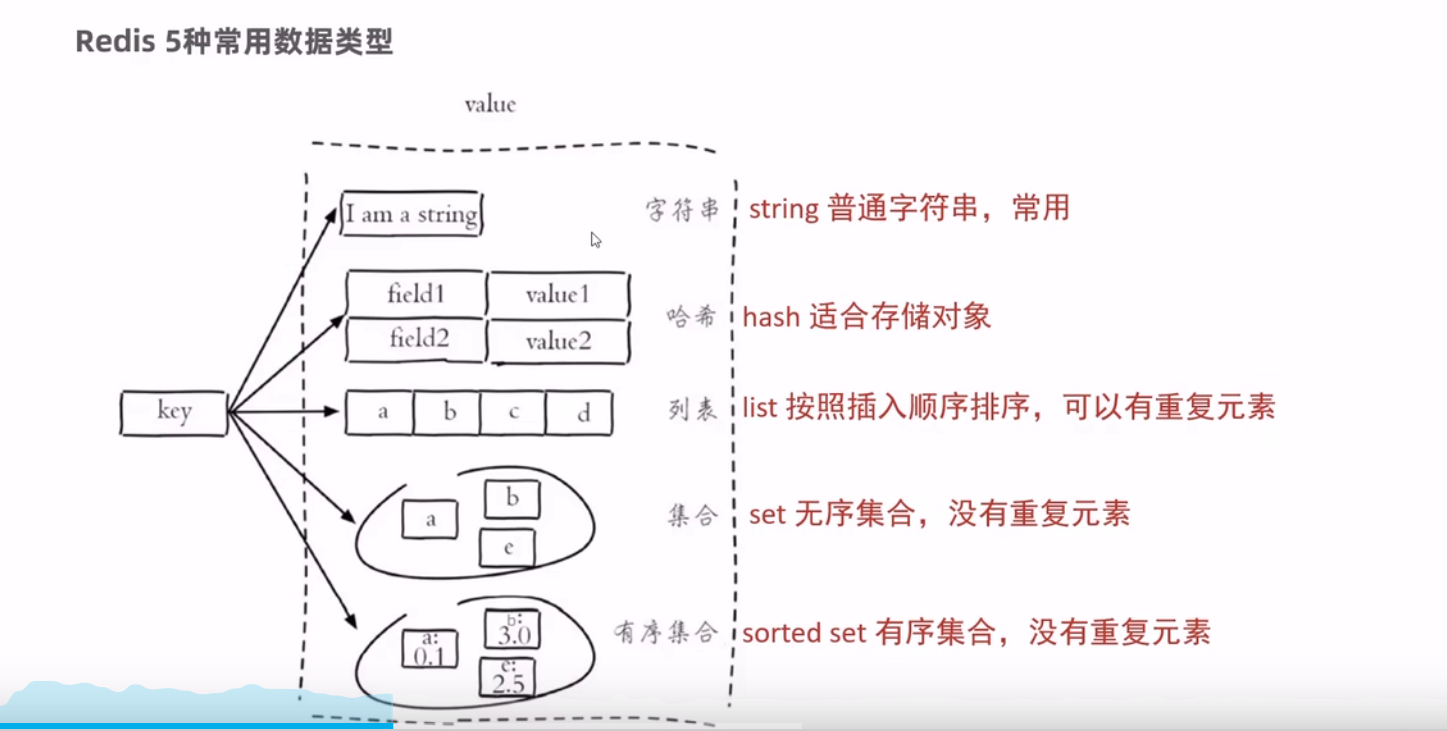 Redis 5种常用数据类型
value
I am a string 字符串 string 普通字符串，常用
field1 value1
哈希 hash 适合存储对象
field2 value2
key a b c d 列表 list 按照插入顺序排序，可以有重复元素
a b e 集合 set 无序集合，没有重复元素
a: 0.1 b: 3.0 e: 2.5 有序集合 sorted set 有序集合，没有重复元素